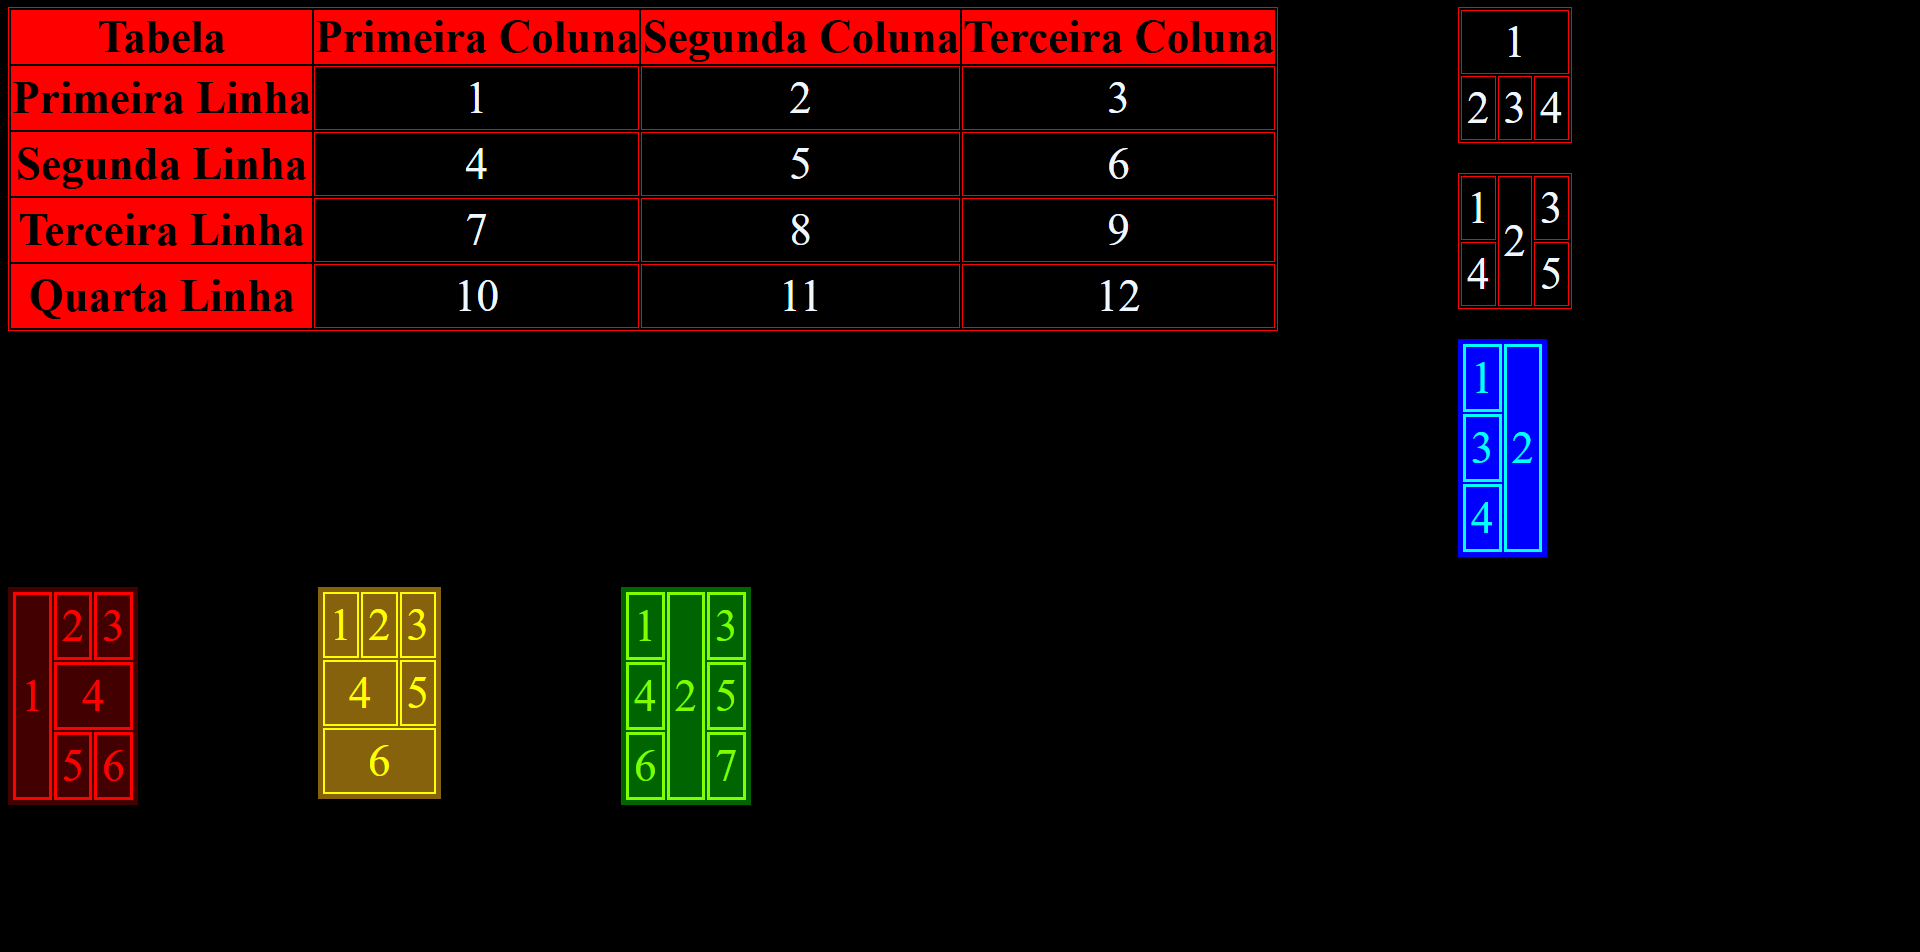 Tabela Primeira Coluna Segunda Coluna Terceira Coluna
Primeira Linha 1 2 3
Segunda Linha 4 5 6
Terceira Linha 7 8 9
Quarta Linha 10 11 12
1
2 3 4
1 2 3
4 5
1 2
3
4
1 2 3
4
5 6
1 2 3
4 5
6
1 2 3
4 5
6 7